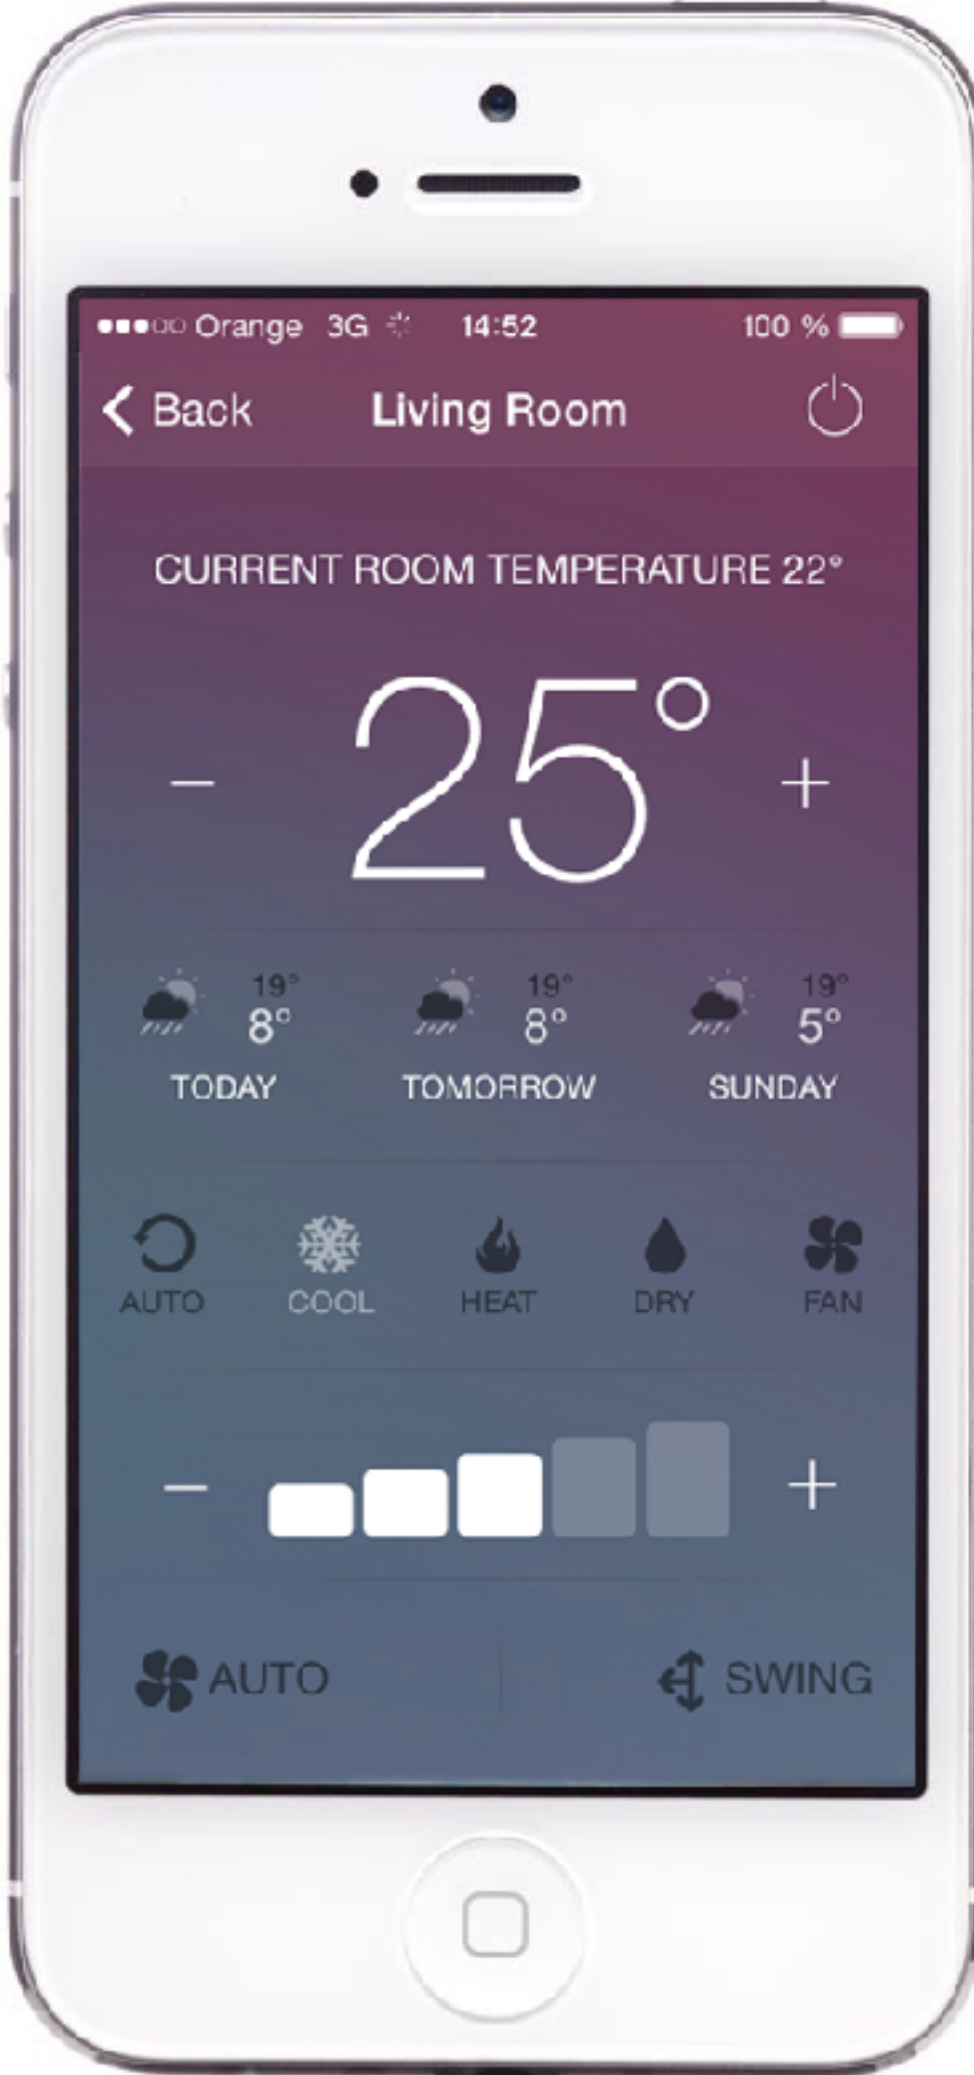 Orange 3G 14:52 100 %
Back Living Room
CURRENT ROOM TEMPERATURE 22°
− 25° +
19° 19° 19°
8° 8° 5°
TODAY TOMORROW SUNDAY
AUTO COOL HEAT DRY FAN
− +
AUTO SWING